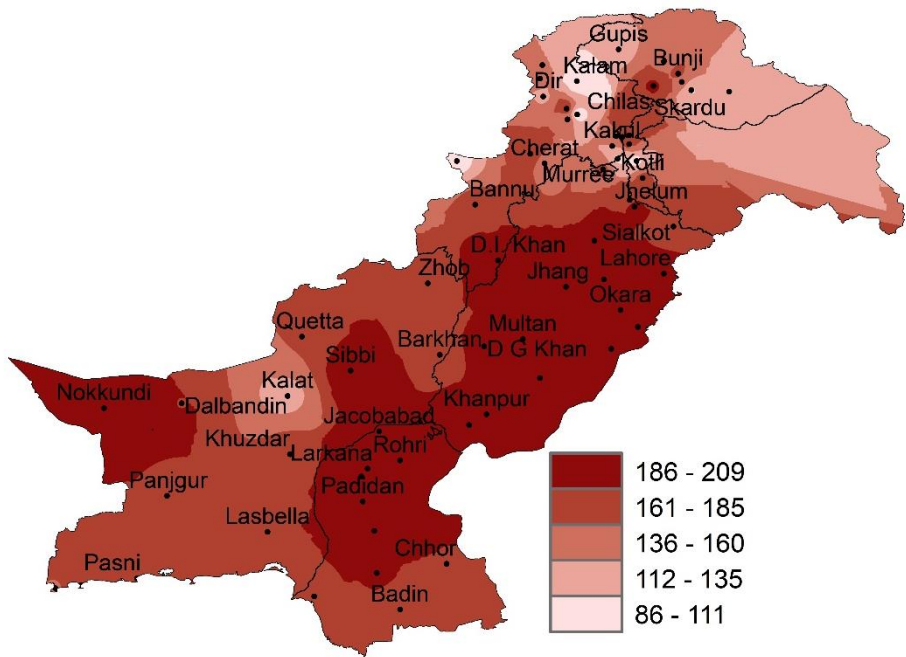 Gupis
Kalam
Bunji
Dir
Chilas
Skardu
Kakul
Cherat
Murree
Kotli
Bannu
Jhelum
Sialkot
D.I. Khan
Lahore
Zhob
Jhang
Okara
Quetta
Multan
Barkhan
D G Khan
Sibbi
Kalat
Nokkundi
Dalbandin
Khanpur
Jacobabad
Khuzdar
Rohri
Larkana
Panjgur
Padidan
Lasbella
Chhor
Pasni
Badin
186 - 209
161 - 185
136 - 160
112 - 135
86 - 111